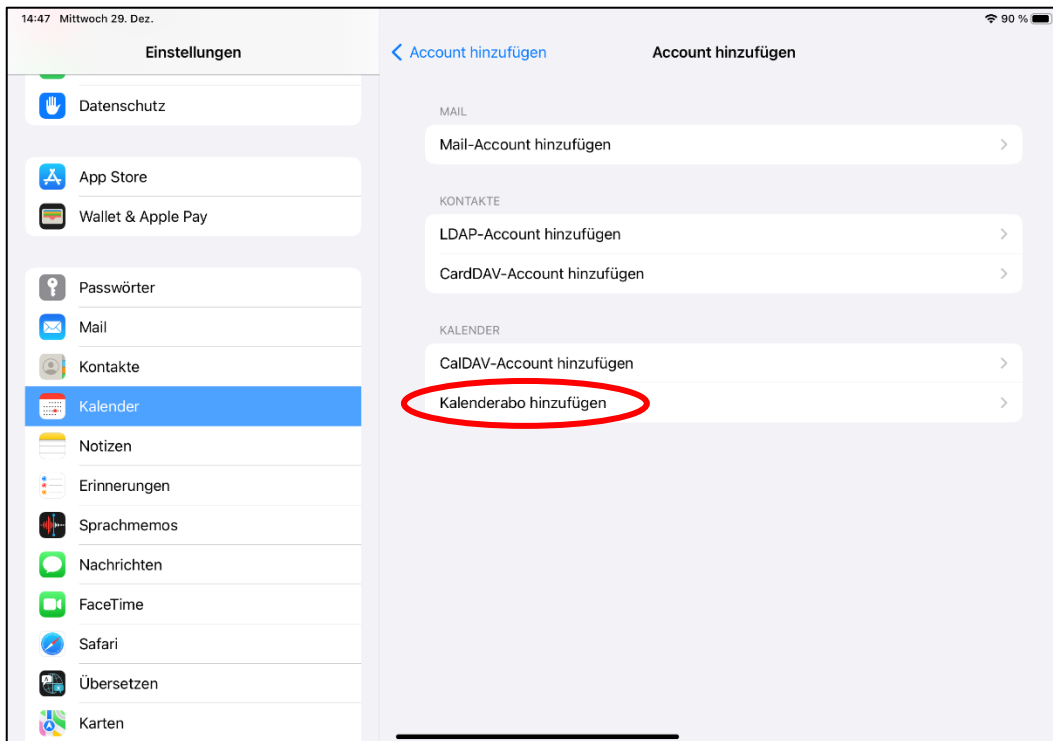 14:47 Mittwoch 29. Dez.
90 %
Einstellungen
Datenschutz
App Store
Wallet & Apple Pay
Passwörter
Mail
Kontakte
Kalender
Notizen
Erinnerungen
Sprachmemos
Nachrichten
FaceTime
Safari
Übersetzen
Karten
Account hinzufügen
Account hinzufügen
MAIL
Mail-Account hinzufügen
KONTAKTE
LDAP-Account hinzufügen
CardDAV-Account hinzufügen
KALENDER
CalDAV-Account hinzufügen
Kalenderabo hinzufügen